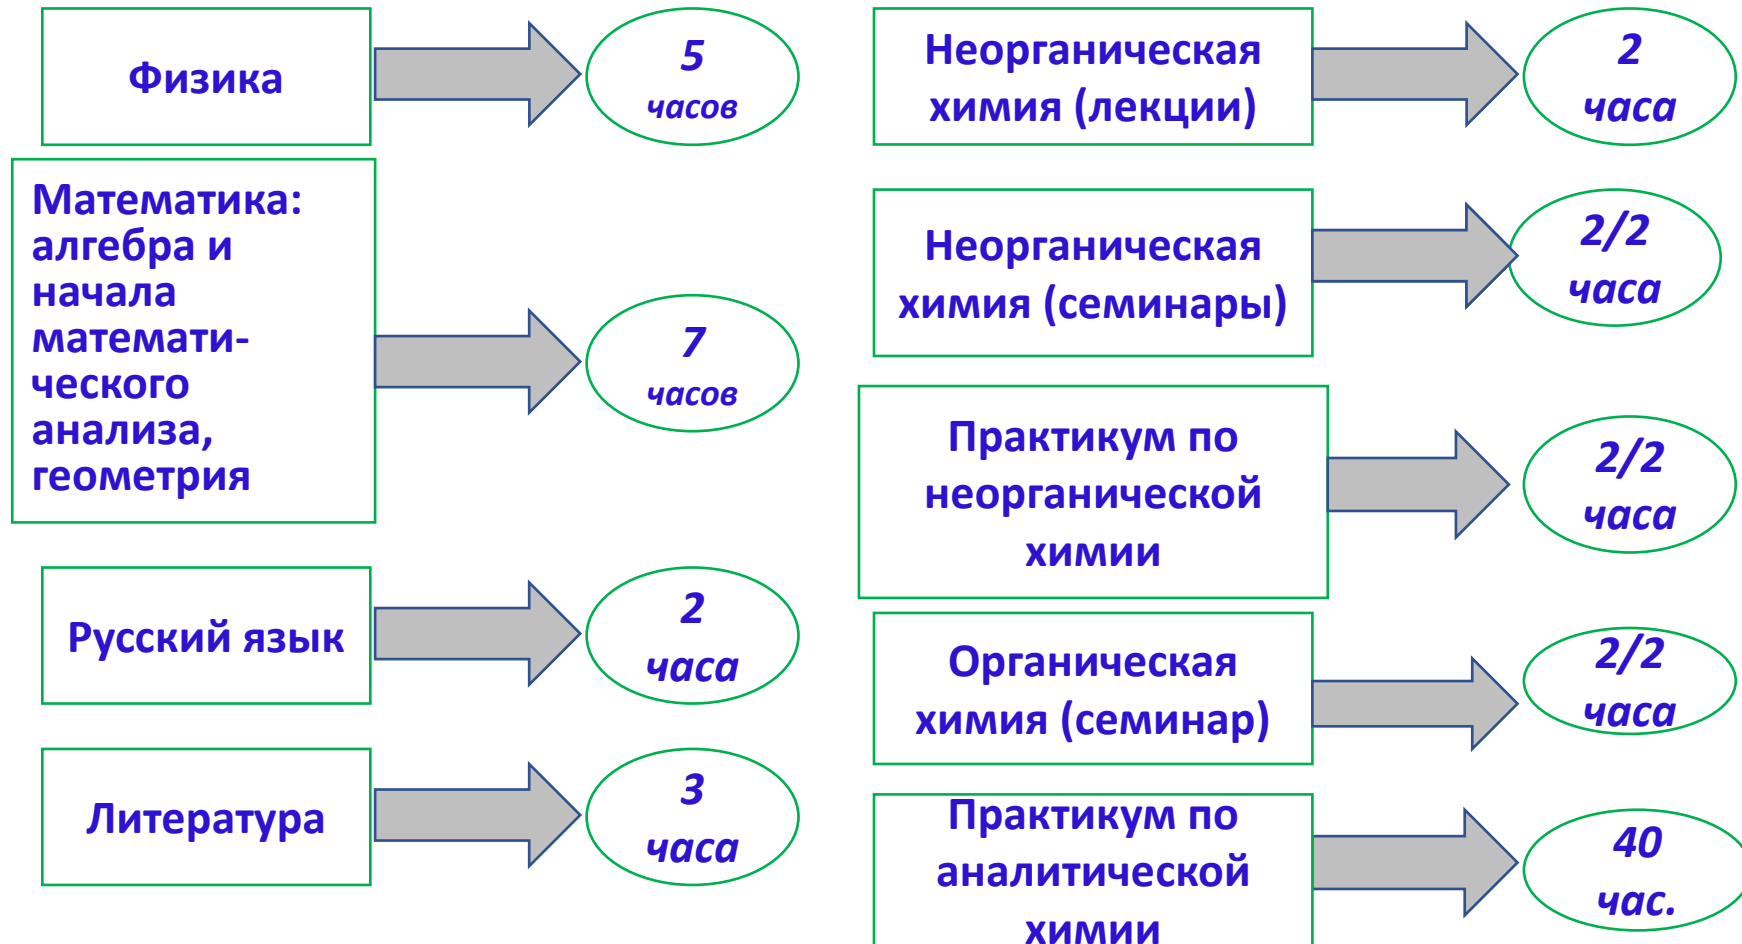 Физика
5
часов
Математика:
алгебра и
начала
математи-
ческого
анализа,
геометрия
7
часов
Русский язык
2
часа
Литература
3
часа
Неорганическая
химия (лекции)
2
часа
Неорганическая
химия (семинары)
2/2
часа
Практикум по
неорганической
химии
2/2
часа
Органическая
химия (семинар)
2/2
часа
Практикум по
аналитической
химии
40
час.